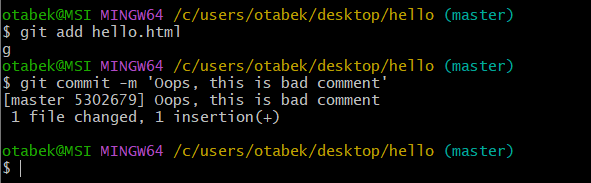 otabek@MSI MINGW64 /c/users/otabek/desktop/hello (master)
$ git add hello.html
g
otabek@MSI MINGW64 /c/users/otabek/desktop/hello (master)
$ git commit -m 'Oops, this is bad comment'
[master 5302679] Oops, this is bad comment
 1 file changed, 1 insertion(+)
otabek@MSI MINGW64 /c/users/otabek/desktop/hello (master)
$